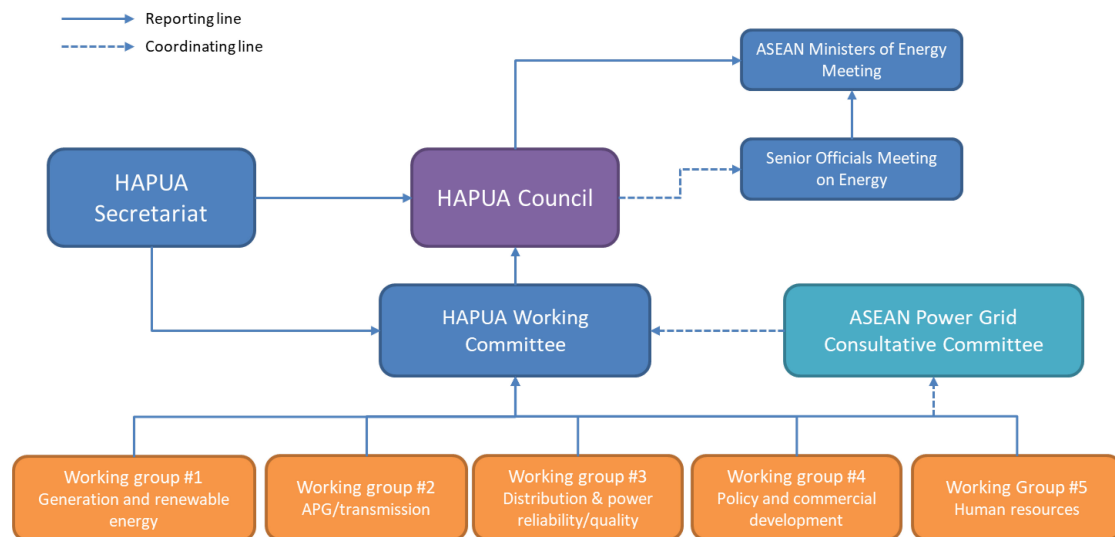 Reporting line
Coordinating line
ASEAN Ministers of Energy
Meeting
Senior Officials Meeting
on Energy
HAPUA
Secretariat
HAPUA Council
HAPUA Working
Committee
ASEAN Power Grid
Consultative Committee
Working group #1
Generation and renewable
energy
Working group #2
APG/transmission
Working group #3
Distribution & power
reliability/quality
Working group #4
Policy and commercial
development
Working Group #5
Human resources